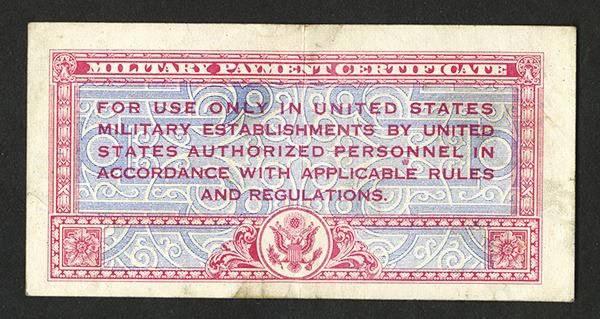 MILITARY PAYMENT CERTIFICATE
FOR USE ONLY IN UNITED STATES
MILITARY ESTABLISHMENTS BY UNITED
STATES AUTHORIZED PERSONNEL IN
ACCORDANCE WITH APPLICABLE RULES
AND REGULATIONS.